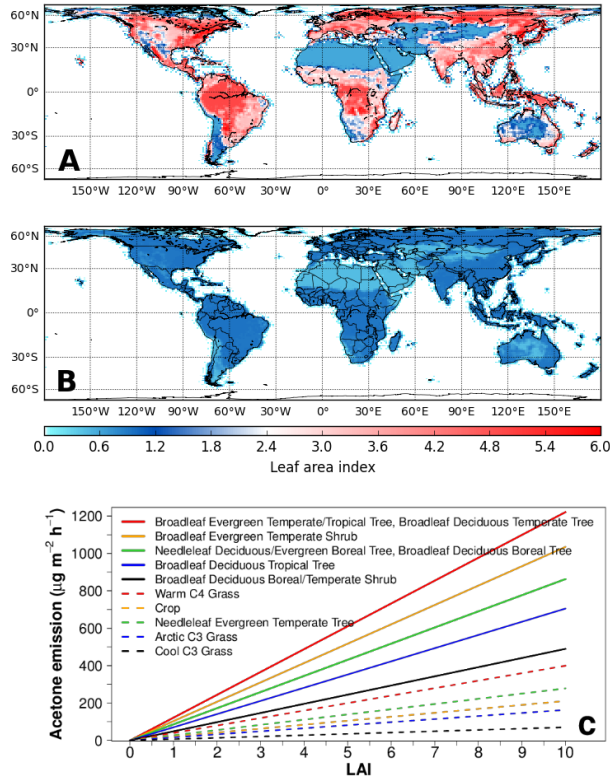 60°N
30°N
0°
30°S
60°S
A
150°W 120°W 90°W 60°W 30°W 0° 30°E 60°E 90°E 120°E 150°E
60°N
30°N
0°
30°S
60°S
B
150°W 120°W 90°W 60°W 30°W 0° 30°E 60°E 90°E 120°E 150°E
0.0 0.6 1.2 1.8 2.4 3.0 3.6 4.2 4.8 5.4 6.0
Leaf area index
Acetone emission (µg m⁻² h⁻¹)
1200
1000
800
600
400
200
0
Broadleaf Evergreen Temperate/Tropical Tree, Broadleaf Deciduous Temperate Tree
Broadleaf Evergreen Temperate Shrub
Needleleaf Deciduous/Evergreen Boreal Tree, Broadleaf Deciduous Boreal Tree
Broadleaf Deciduous Tropical Tree
Broadleaf Deciduous Boreal/Temperate Shrub
Warm C4 Grass
Crop
Needleleaf Evergreen Temperate Tree
Arctic C3 Grass
Cool C3 Grass
C
0 1 2 3 4 5 6 7 8 9 10
LAI